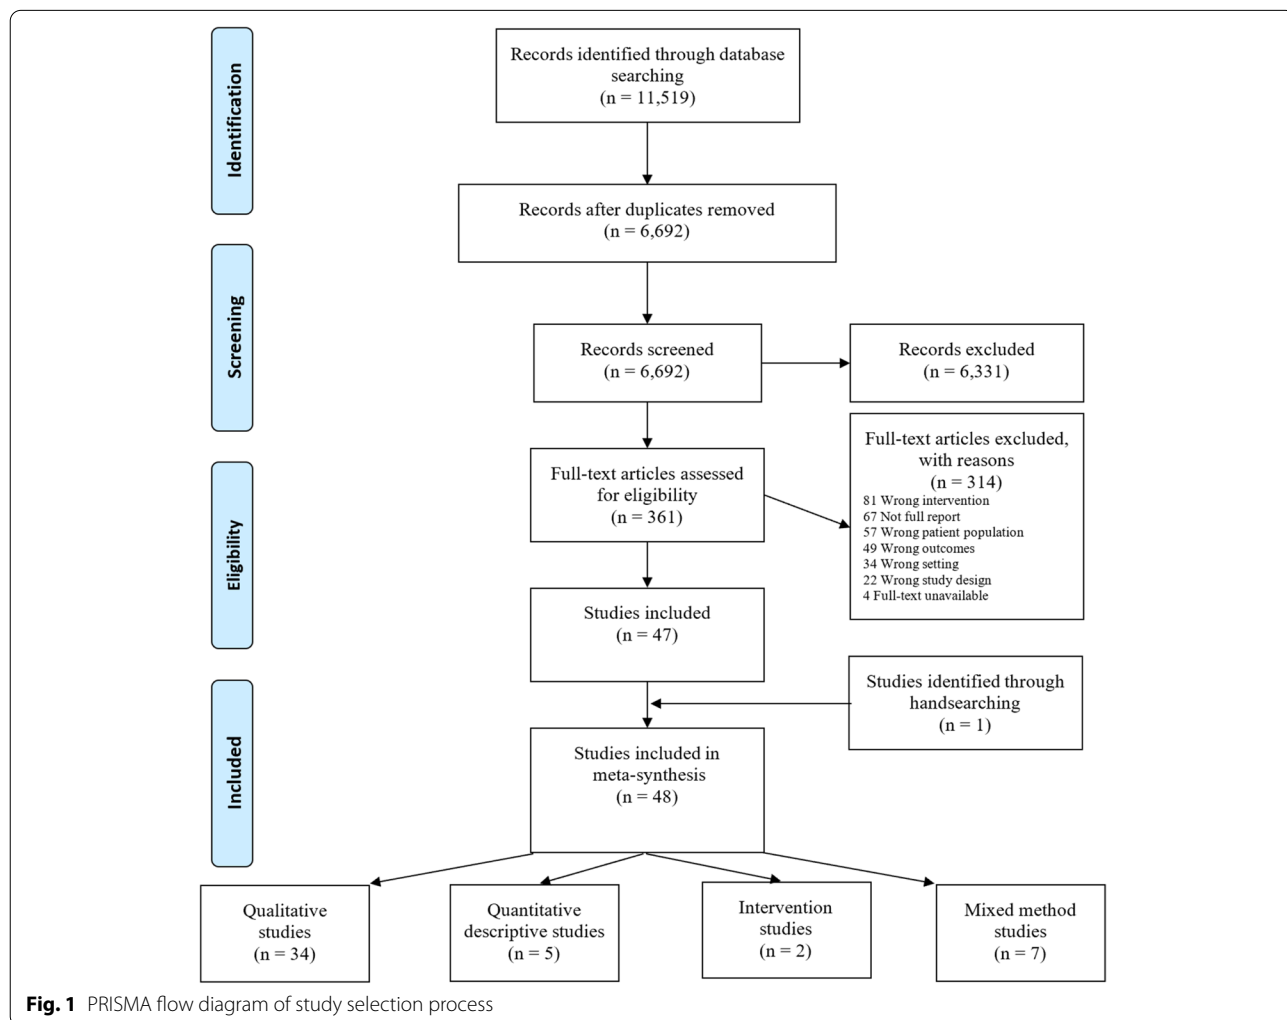 Identification
Records identified through database
searching
(n = 11,519)
Records after duplicates removed
(n = 6,692)
Screening
Records screened
(n = 6,692)
Records excluded
(n = 6,331)
Eligibility
Full-text articles assessed
for eligibility
(n = 361)
Full-text articles excluded,
with reasons
(n = 314)
81 Wrong intervention
67 Not full report
57 Wrong patient population
49 Wrong outcomes
34 Wrong setting
22 Wrong study design
4 Full-text unavailable
Studies included
(n = 47)
Studies identified through
handsearching
(n = 1)
Included
Studies included in
meta-synthesis
(n = 48)
Qualitative
studies
(n = 34)
Quantitative
descriptive studies
(n = 5)
Intervention
studies
(n = 2)
Mixed method
studies
(n = 7)
Fig. 1 PRISMA flow diagram of study selection process